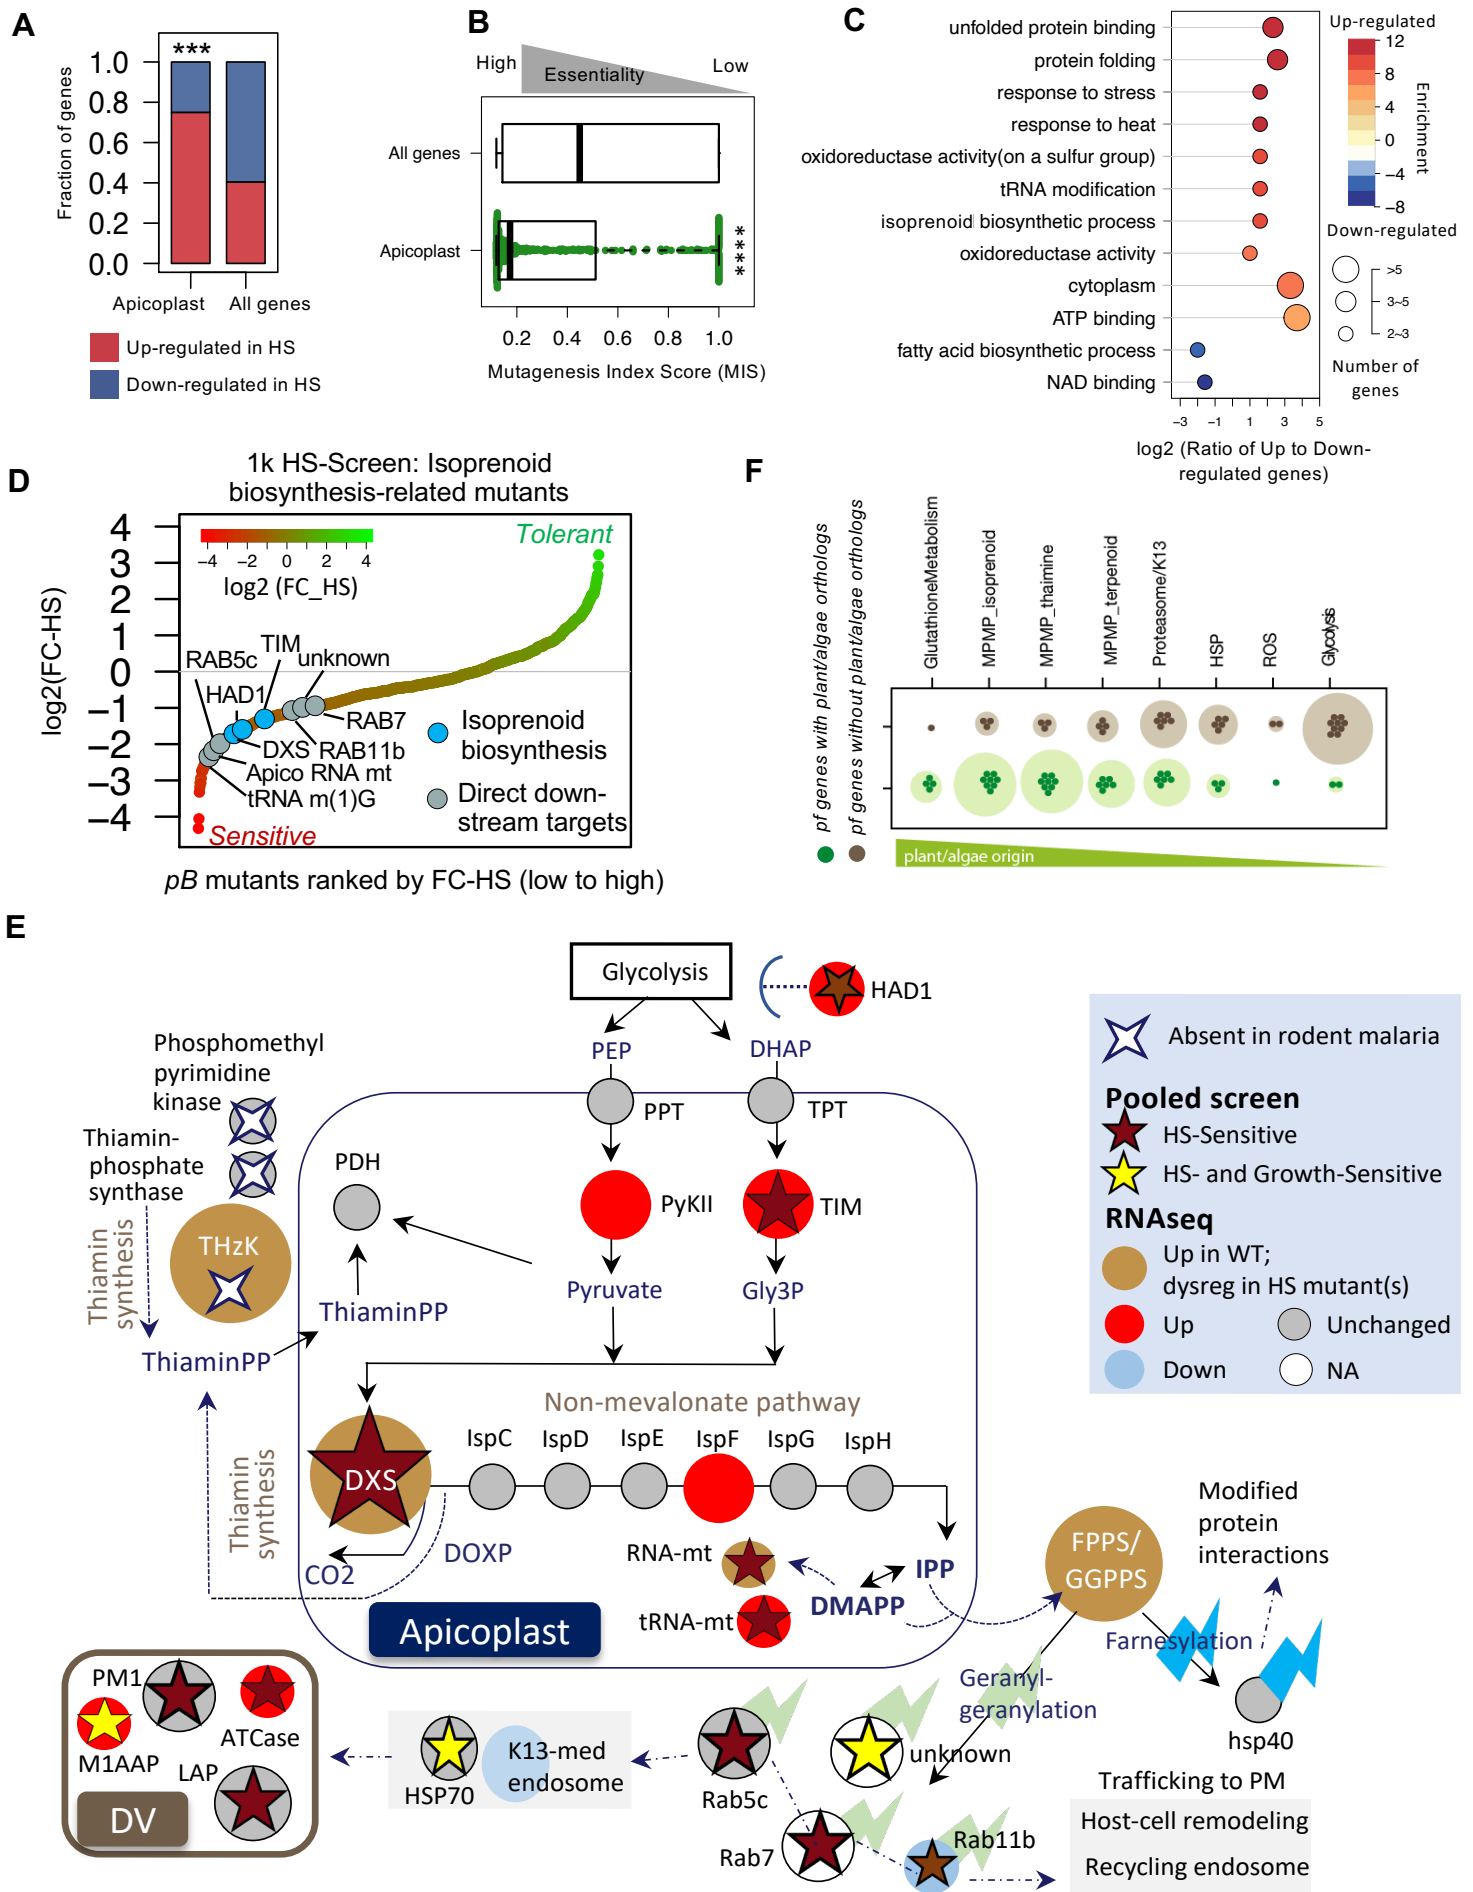 A
***
1.0
0.8
0.6
0.4
0.2
0.0
Fraction of genes
Apicoplast
All genes
Up-regulated in HS
Down-regulated in HS
B
High
Essentiality
Low
All genes
Apicoplast
****
0.2
0.4
0.6
0.8
1.0
Mutagenesis Index Score (MIS)
C
unfolded protein binding
protein folding
response to stress
response to heat
oxidoreductase activity(on a sulfur group)
tRNA modification
isoprenoid biosynthetic process
oxidoreductase activity
cytoplasm
ATP binding
fatty acid biosynthetic process
NAD binding
−3
−1
1
3
5
log2 (Ratio of Up to Down-
regulated genes)
Up-regulated
12
8
4
0
−4
−8
Enrichment
Down-regulated
>5
3~5
2~3
Number of
genes
D
1k HS-Screen: Isoprenoid
biosynthesis-related mutants
4
3
2
1
0
−1
−2
−3
−4
log2(FC-HS)
−4
−2
0
2
4
log2 (FC_HS)
Tolerant
RAB5c
TIM
unknown
HAD1
RAB7
DXS
RAB11b
Apico RNA mt
tRNA m(1)G
Isoprenoid
biosynthesis
Direct down-
stream targets
Sensitive
pB mutants ranked by FC-HS (low to high)
F
pf genes with plant/algae orthologs
pf genes without plant/algae orthologs
GlutathioneMetabolism
MPMP_isoprenoid
MPMP_thaimine
MPMP_terpenoid
Proteasome/K13
HSP
ROS
Glycolysis
plant/algae origin
E
Glycolysis
HAD1
PEP
DHAP
Phosphomethyl
pyrimidine
kinase
Thiamin-
phosphate
synthase
PPT
TPT
PDH
PyKII
TIM
THzK
Thiamin
synthesis
Pyruvate
Gly3P
ThiaminPP
ThiaminPP
Non-mevalonate pathway
IspC
IspD
IspE
IspF
IspG
IspH
DXS
Thiamin
synthesis
DOXP
CO2
RNA-mt
tRNA-mt
DMAPP
IPP
Apicoplast
FPPS/
GGPPS
Modified
protein
interactions
Farnesylation
Geranyl-
geranylation
hsp40
Absent in rodent malaria
Pooled screen
HS-Sensitive
HS- and Growth-Sensitive
RNAseq
Up in WT;
dysreg in HS mutant(s)
Up
Unchanged
Down
NA
PM1
M1AAP
ATCase
LAP
DV
HSP70
K13-med
endosome
Rab5c
unknown
Rab7
Rab11b
Trafficking to PM
Host-cell remodeling
Recycling endosome